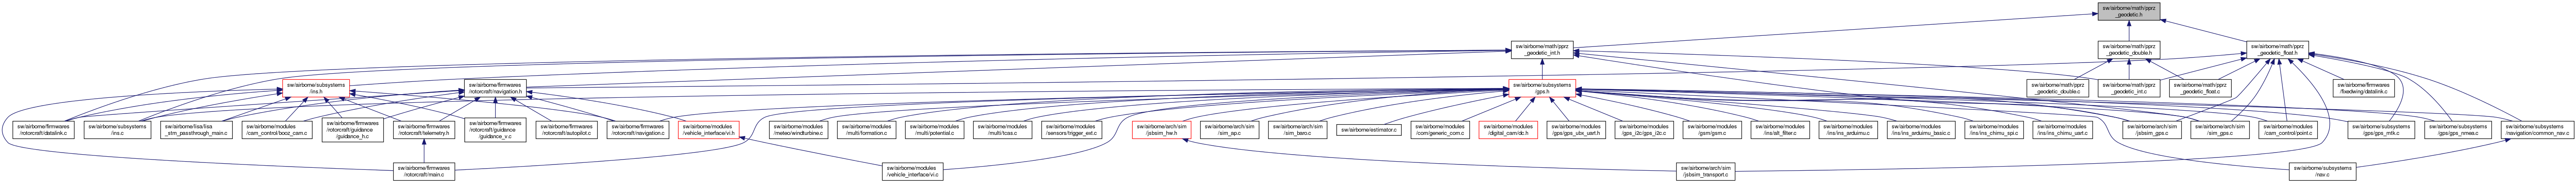 sw/airborne/math/pprz
_geodetic.h
sw/airborne/math/pprz
_geodetic_int.h
sw/airborne/math/pprz
_geodetic_double.h
sw/airborne/math/pprz
_geodetic_float.h
sw/airborne/subsystems
/ins.h
sw/airborne/firmwares
/rotorcraft/navigation.h
sw/airborne/subsystems
/gps.h
sw/airborne/math/pprz
_geodetic_double.c
sw/airborne/math/pprz
_geodetic_int.c
sw/airborne/math/pprz
_geodetic_float.c
sw/airborne/firmwares
/fixedwing/datalink.c
sw/airborne/firmwares
/rotorcraft/datalink.c
sw/airborne/subsystems
/ins.c
sw/airborne/lisa/lisa
_stm_passthrough_main.c
sw/airborne/modules
/cam_control/booz_cam.c
sw/airborne/firmwares
/rotorcraft/guidance
/guidance_h.c
sw/airborne/firmwares
/rotorcraft/telemetry.h
sw/airborne/firmwares
/rotorcraft/guidance
/guidance_v.c
sw/airborne/firmwares
/rotorcraft/autopilot.c
sw/airborne/firmwares
/rotorcraft/navigation.c
sw/airborne/modules
/vehicle_interface/vi.h
sw/airborne/modules
/meteo/windturbine.c
sw/airborne/modules
/multi/formation.c
sw/airborne/modules
/multi/potential.c
sw/airborne/modules
/multi/tcas.c
sw/airborne/modules
/sensors/trigger_ext.c
sw/airborne/arch/sim
/jsbsim_hw.h
sw/airborne/arch/sim
/sim_ap.c
sw/airborne/arch/sim
/sim_baro.c
sw/airborne/estimator.c
sw/airborne/modules
/com/generic_com.c
sw/airborne/modules
/digital_cam/dc.h
sw/airborne/modules
/gps/gps_ubx_ucenter.h
sw/airborne/modules
/gps_i2c/gps_i2c.c
sw/airborne/modules
/gsm/gsm.c
sw/airborne/modules
/ins/alt_filter.c
sw/airborne/modules
/ins/ins_arduimu.c
sw/airborne/modules
/ins/ins_arduimu_basic.c
sw/airborne/modules
/ins/ins_chimu_spi.c
sw/airborne/modules
/ins/ins_chimu_uart.c
sw/airborne/arch/sim
/jsbsim_gps.c
sw/airborne/arch/sim
/sim_gps.c
sw/airborne/modules
/cam_control/point.c
sw/airborne/subsystems
/gps/gps_mtk.c
sw/airborne/subsystems
/gps/gps_nmea.c
sw/airborne/subsystems
/navigation/common_nav.c
sw/airborne/firmwares
/rotorcraft/main.c
sw/airborne/modules
/vehicle_interface/vi.c
sw/airborne/arch/sim
/jsbsim_transport.c
sw/airborne/subsystems
/nav.c